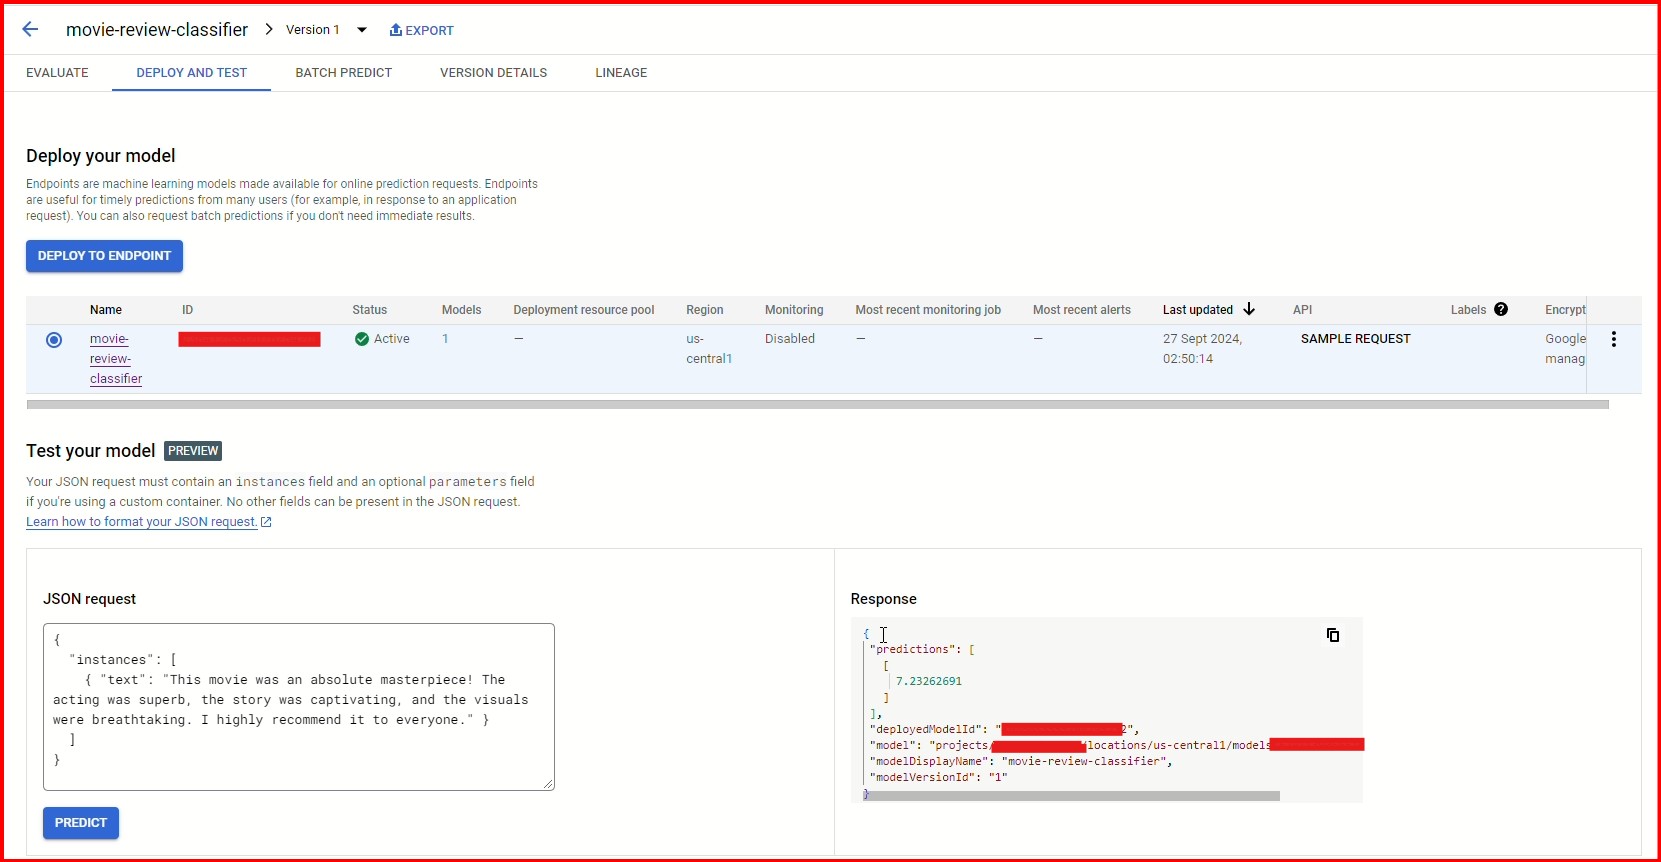 movie-review-classifier > Version 1 EXPORT
EVALUATE DEPLOY AND TEST BATCH PREDICT VERSION DETAILS LINEAGE
Deploy your model
Endpoints are machine learning models made available for online prediction requests. Endpoints
are useful for timely predictions from many users (for example, in response to an application
request). You can also request batch predictions if you don't need immediate results.
DEPLOY TO ENDPOINT
Name ID Status Models Deployment resource pool Region Monitoring Most recent monitoring job Most recent alerts Last updated API Labels Encrypt
movie- Active 1 — us- Disabled — — 27 Sept 2024, SAMPLE REQUEST Google
review- central1 02:50:14 manag
classifier
Test your model PREVIEW
Your JSON request must contain an instances field and an optional parameters field
if you're using a custom container. No other fields can be present in the JSON request.
Learn how to format your JSON request.
JSON request
{
"instances": [
{ "text": "This movie was an absolute masterpiece! The
acting was superb, the story was captivating, and the visuals
were breathtaking. I highly recommend it to everyone." }
]
}
PREDICT
Response
{
"predictions": [
[
7.23262691
]
],
"deployedModelId": "2",
"model": "projects/ /locations/us-central1/models
"modelDisplayName": "movie-review-classifier",
"modelVersionId": "1"
}